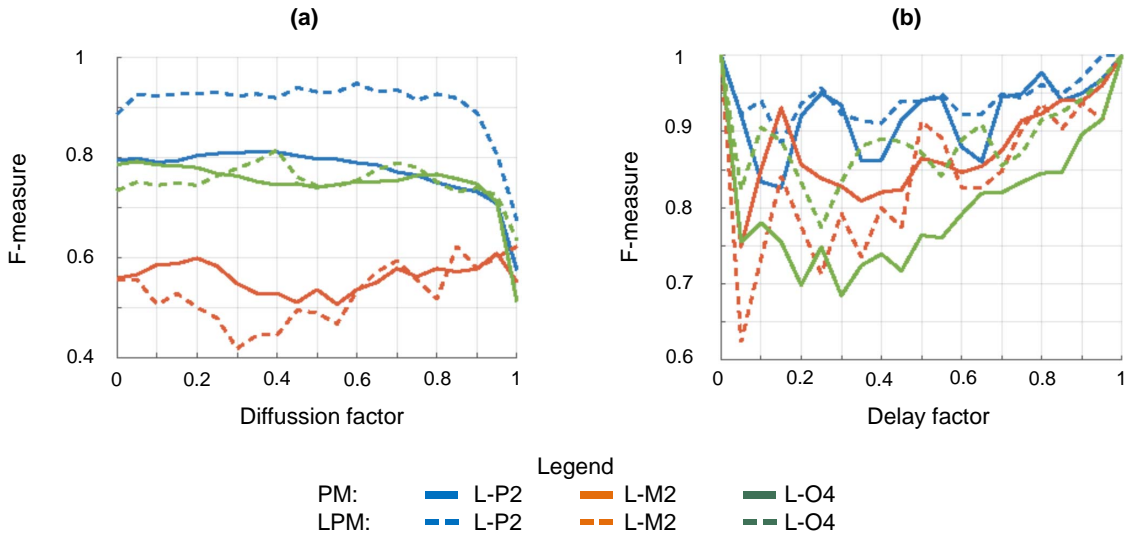 (a)
1
0.8
0.6
0.4
F-measure
0 0.2 0.4 0.6 0.8 1
Diffussion factor
(b)
1
0.9
0.8
0.7
0.6
F-measure
0 0.2 0.4 0.6 0.8 1
Delay factor
Legend
PM: L-P2 L-M2 L-O4
LPM: L-P2 L-M2 L-O4